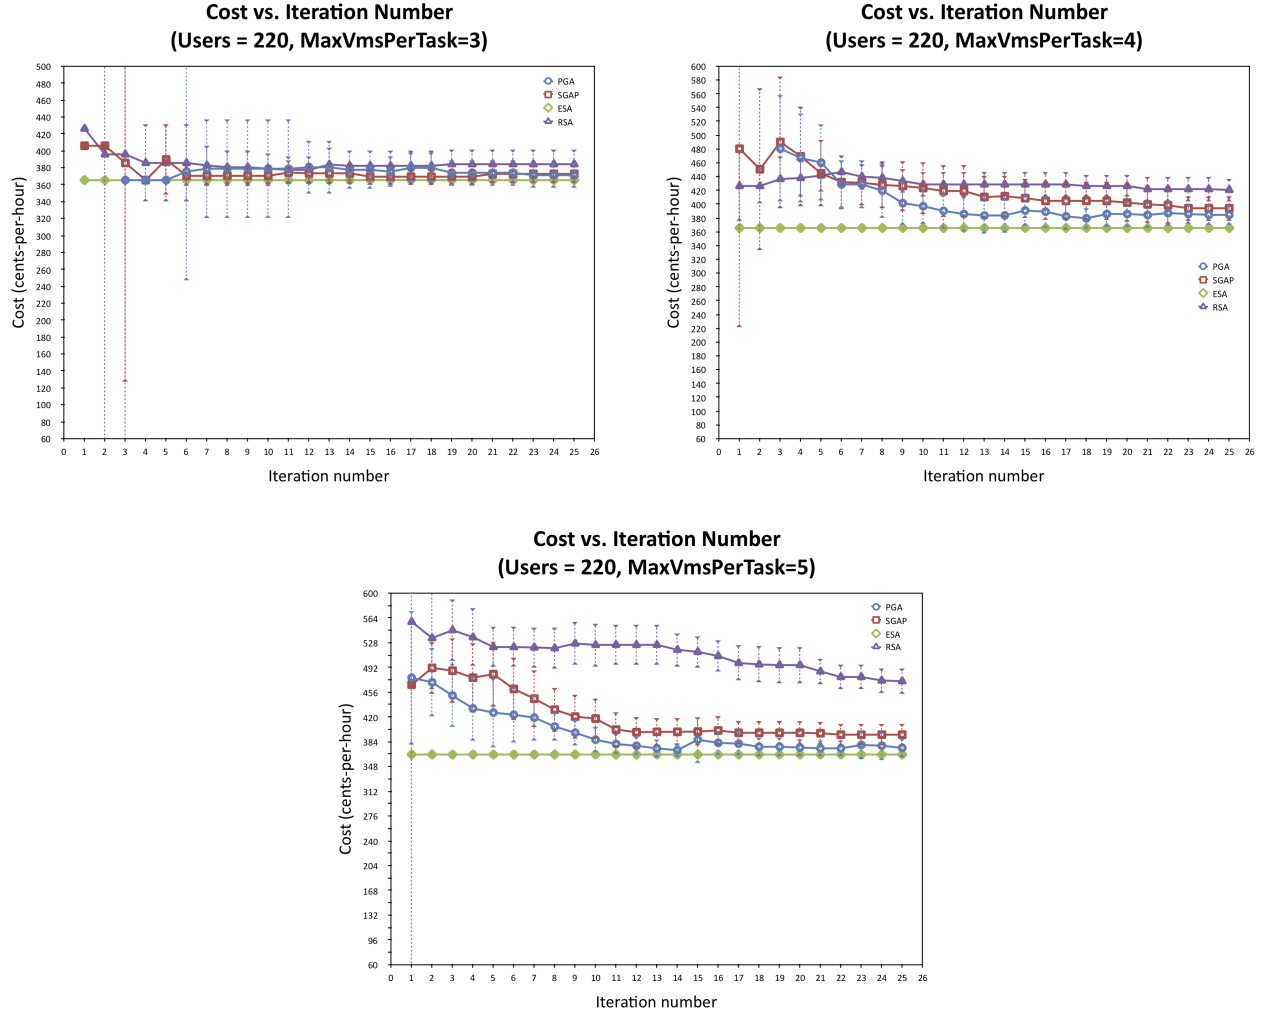 Cost vs. Iteration Number
(Users = 220, MaxVmsPerTask=3)
500
480
460
440
420
400
380
360
340
320
300
280
260
240
220
200
180
160
140
120
100
80
60
Cost (cents-per-hour)
PGA
SGAP
ESA
RSA
0 1 2 3 4 5 6 7 8 9 10 11 12 13 14 15 16 17 18 19 20 21 22 23 24 25 26
Iteration number
Cost vs. Iteration Number
(Users = 220, MaxVmsPerTask=4)
600
580
560
540
520
500
480
460
440
420
400
380
360
340
320
300
280
260
240
220
200
180
160
140
120
100
80
60
Cost (cents-per-hour)
PGA
SGAP
ESA
RSA
0 1 2 3 4 5 6 7 8 9 10 11 12 13 14 15 16 17 18 19 20 21 22 23 24 25 26
Iteration number
Cost vs. Iteration Number
(Users = 220, MaxVmsPerTask=5)
600
564
528
492
456
420
384
348
312
276
240
204
168
132
96
60
Cost (cents-per-hour)
PGA
SGAP
ESA
RSA
0 1 2 3 4 5 6 7 8 9 10 11 12 13 14 15 16 17 18 19 20 21 22 23 24 25 26
Iteration number